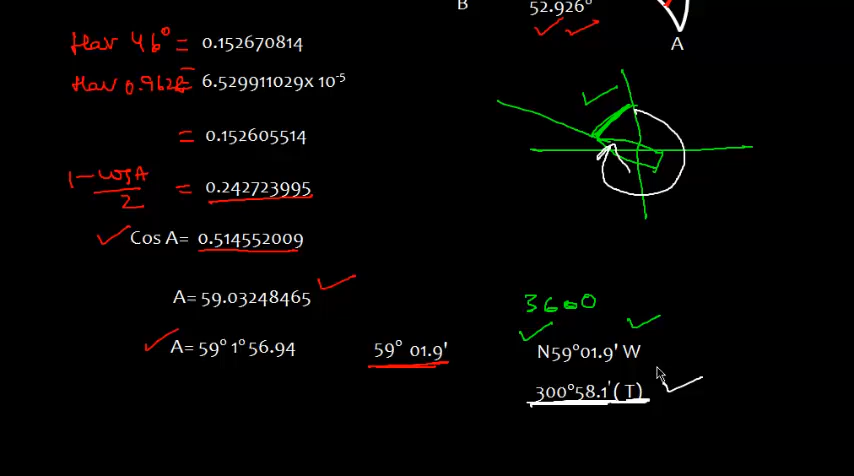 B 52.926°
A
Hav 46° = 0.152670814
Hav 0.926 = 6.529911029x 10⁻⁵
= 0.152605514
1-cosA/2 = 0.242723995
Cos A= 0.514552009
A= 59.03248465
A= 59° 1° 56.94 59° 01.9'
3600
N59°01.9' W
300°58.1' ( T)